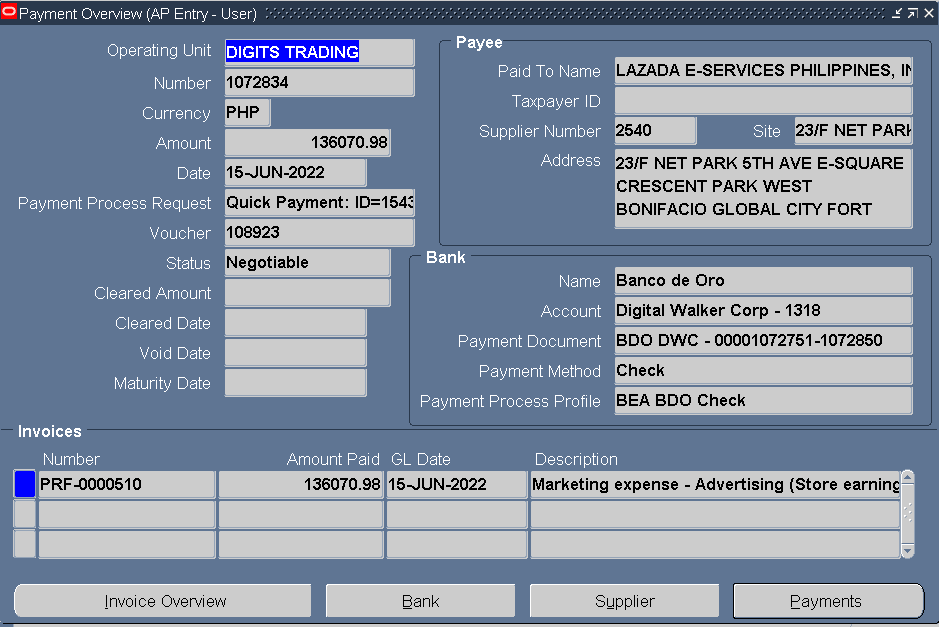 Payment Overview (AP Entry - User)
Operating Unit DIGITS TRADING
Number 1072834
Currency PHP
Amount 136070.98
Date 15-JUN-2022
Payment Process Request Quick Payment: ID=1543
Voucher 108923
Status Negotiable
Cleared Amount
Cleared Date
Void Date
Maturity Date
Payee
Paid To Name LAZADA E-SERVICES PHILIPPINES, IN
Taxpayer ID
Supplier Number 2540 Site 23/F NET PARK
Address 23/F NET PARK 5TH AVE E-SQUARE
CRESCENT PARK WEST
BONIFACIO GLOBAL CITY FORT
Bank
Name Banco de Oro
Account Digital Walker Corp - 1318
Payment Document BDO DWC - 00001072751-1072850
Payment Method Check
Payment Process Profile BEA BDO Check
Invoices
Number Amount Paid GL Date Description
PRF-0000510 136070.98 15-JUN-2022 Marketing expense - Advertising (Store earning
Invoice Overview Bank Supplier Payments